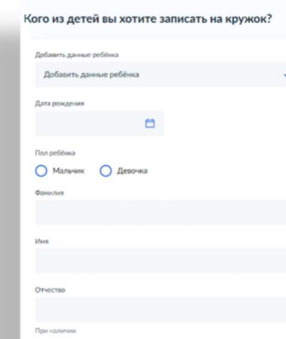 Кого из детей вы хотите записать на кружок?
Добавить данные ребёнка
Добавить данные ребёнка
Дата рождения
Пол ребёнка
Мальчик Девочка
Фамилия
Имя
Отчество
При наличии